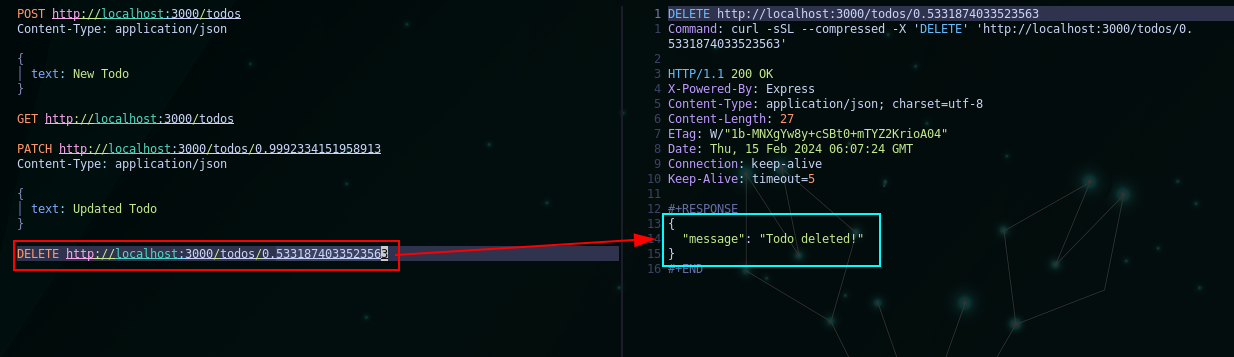 POST http://localhost:3000/todos
Content-Type: application/json
{
text: New Todo
}
GET http://localhost:3000/todos
PATCH http://localhost:3000/todos/0.9992334151958913
Content-Type: application/json
{
text: Updated Todo
}
DELETE http://localhost:3000/todos/0.5331874033523563
1 DELETE http://localhost:3000/todos/0.5331874033523563
1 Command: curl -sSL --compressed -X 'DELETE' 'http://localhost:3000/todos/0.
5331874033523563'
2
3 HTTP/1.1 200 OK
4 X-Powered-By: Express
5 Content-Type: application/json; charset=utf-8
6 Content-Length: 27
7 ETag: W/"1b-MNXgYw8y+cSBt0+mTYZ2KrioA04"
8 Date: Thu, 15 Feb 2024 06:07:24 GMT
9 Connection: keep-alive
10 Keep-Alive: timeout=5
11
12 #+RESPONSE
13 {
14 "message": "Todo deleted!"
15 }
16 #+END